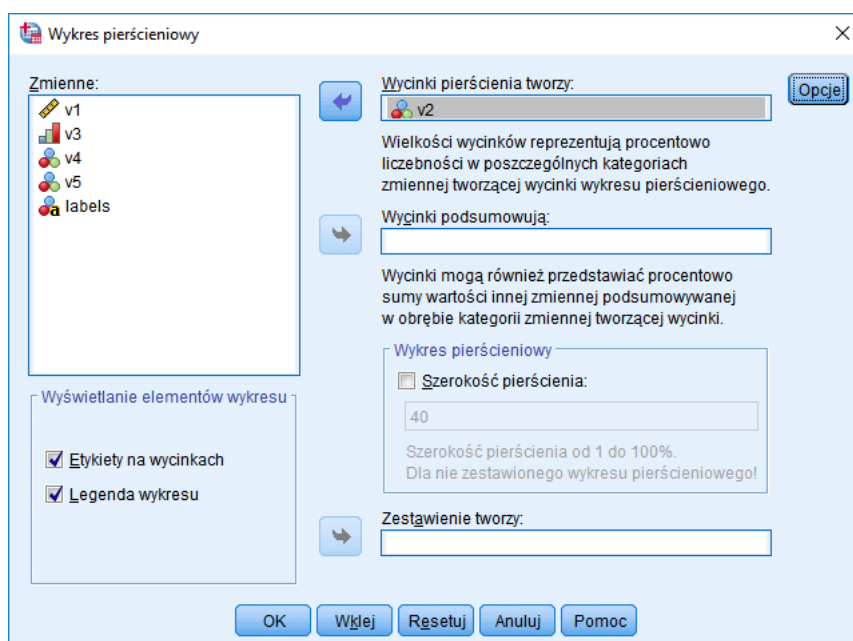 Wykres pierścieniowy
Zmienne:
v1
v3
v4
v5
labels
Wyświetlanie elementów wykresu
Etykiety na wycinkach
Legenda wykresu
Wycinki pierścienia tworzy:
v2
Opcje
Wielkości wycinków reprezentują procentowo
liczebności w poszczególnych kategoriach
zmiennej tworzącej wycinki wykresu pierścieniowego.
Wycinki podsumowują:
Wycinki mogą również przedstawiać procentowo
sumy wartości innej zmiennej podsumowywanej
w obrębie kategorii zmiennej tworzącej wycinki.
Wykres pierścieniowy
Szerokość pierścienia:
40
Szerokość pierścienia od 1 do 100%.
Dla nie zestawionego wykresu pierścieniowego!
Zestawienie tworzy:
OK
Wklej
Resetuj
Anuluj
Pomoc